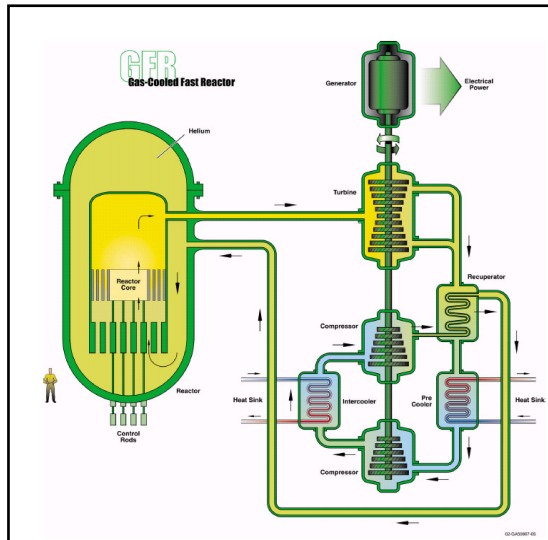 GFR
Gas-Cooled Fast Reactor
Generator
Electrical
Power
Helium
Turbine
Recuperator
Reactor
Core
Compressor
Reactor
Heat Sink
Intercooler
Pre
Cooler
Heat Sink
Control
Rods
Compressor
02-GA50807-05